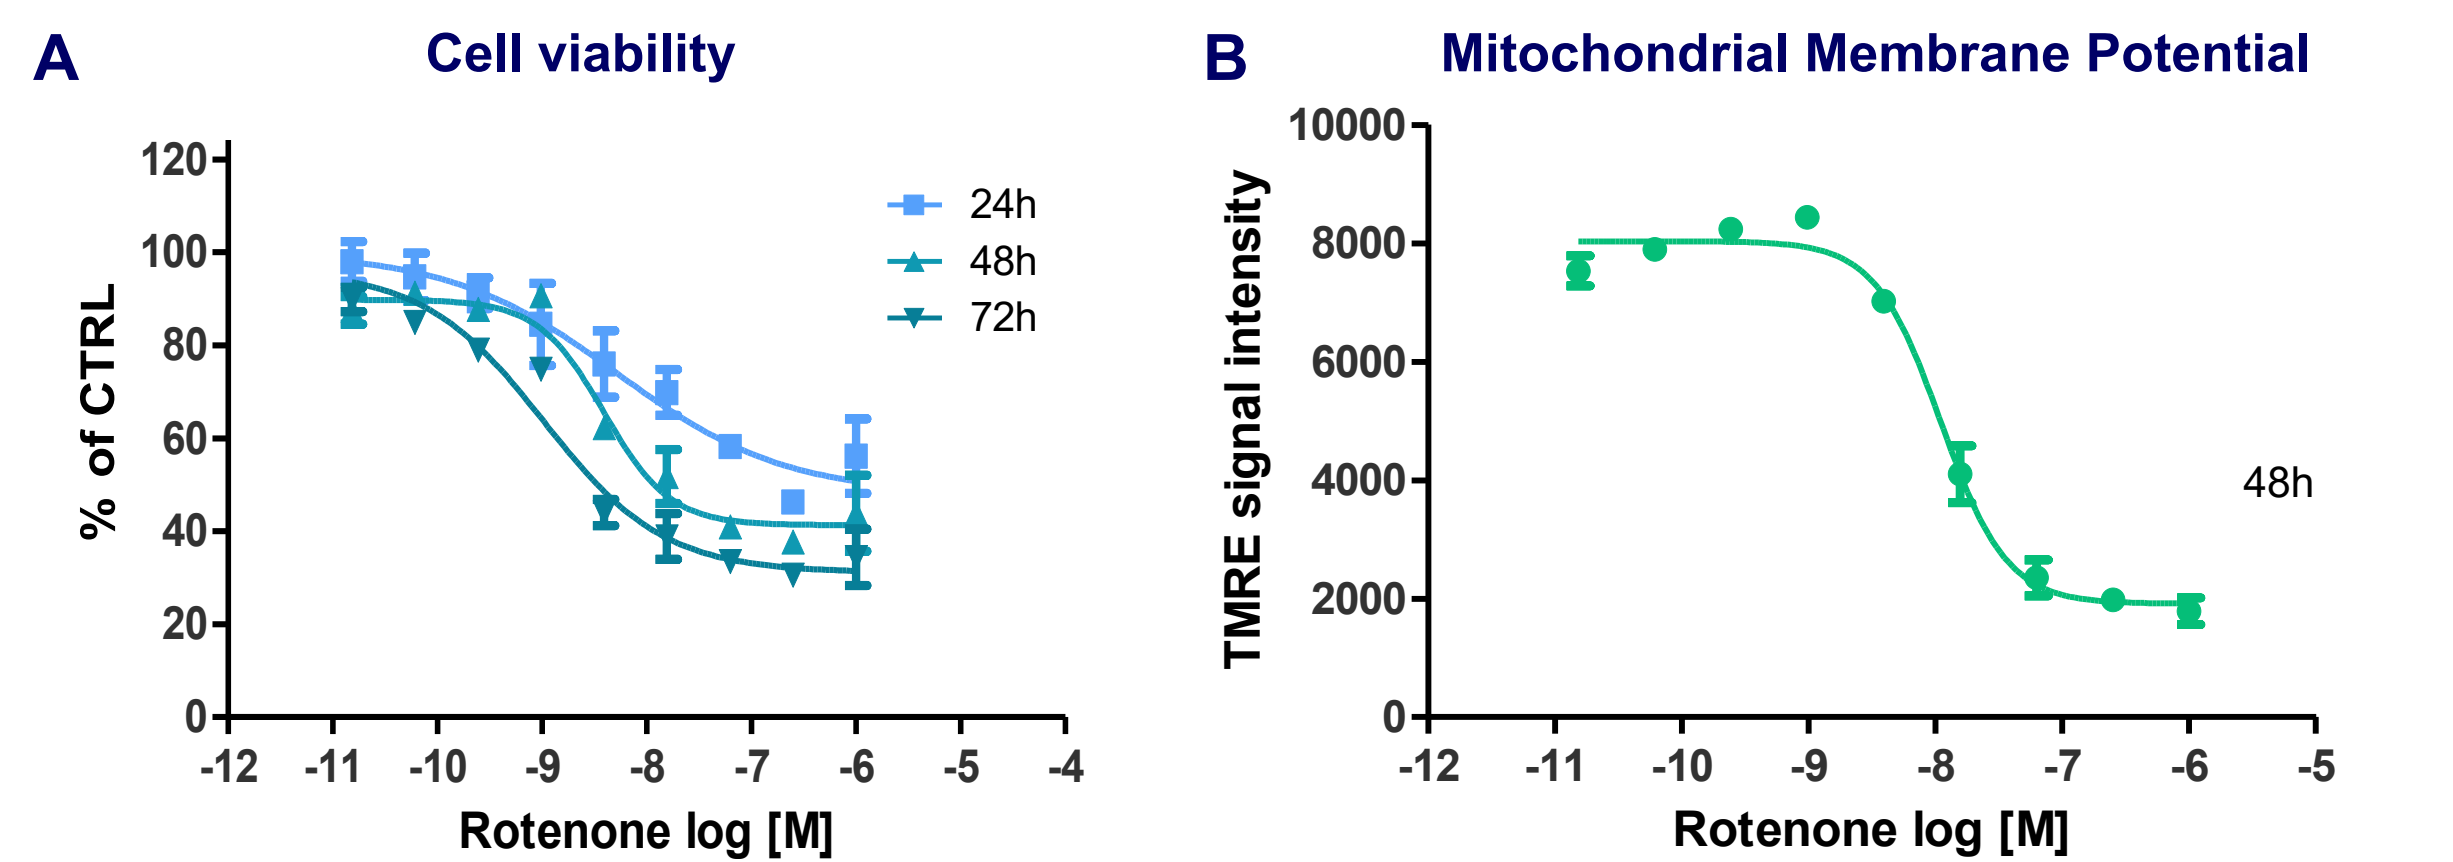 A
Cell viability
120
100
80
60
40
20
0
% of CTRL
-12 -11 -10 -9 -8 -7 -6 -5 -4
Rotenone log [M]
24h
48h
72h
B
Mitochondrial Membrane Potential
10000
8000
6000
4000
2000
0
TMRE signal intensity
-12 -11 -10 -9 -8 -7 -6 -5
Rotenone log [M]
48h